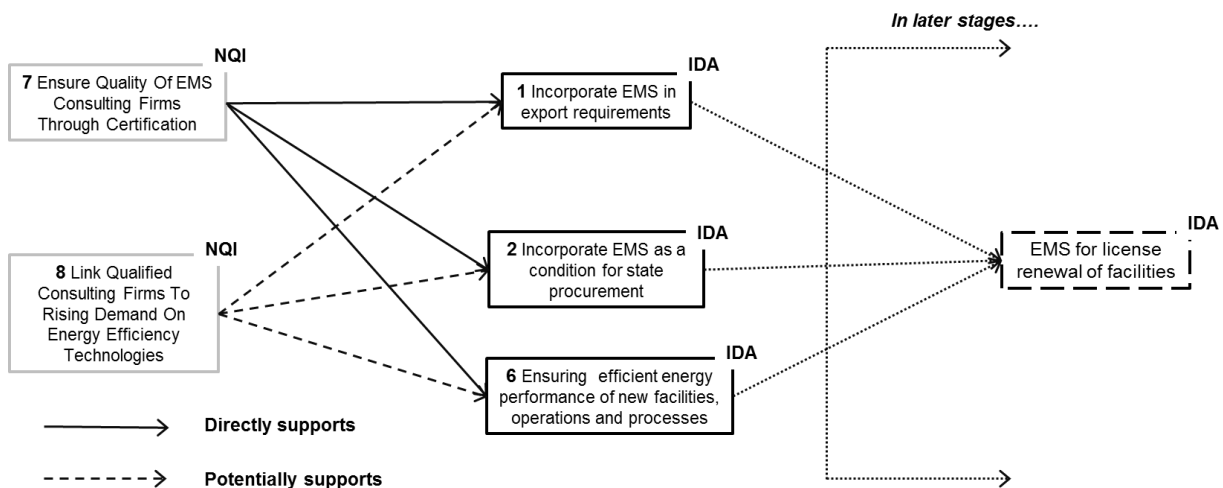 In later stages....
NQI
7 Ensure Quality Of EMS
Consulting Firms
Through Certification
IDA
1 Incorporate EMS in
export requirements
NQI
8 Link Qualified
Consulting Firms To
Rising Demand On
Energy Efficiency
Technologies
IDA
2 Incorporate EMS as a
condition for state
procurement
IDA
EMS for license
renewal of facilities
IDA
6 Ensuring efficient energy
performance of new facilities,
operations and processes
Directly supports
Potentially supports